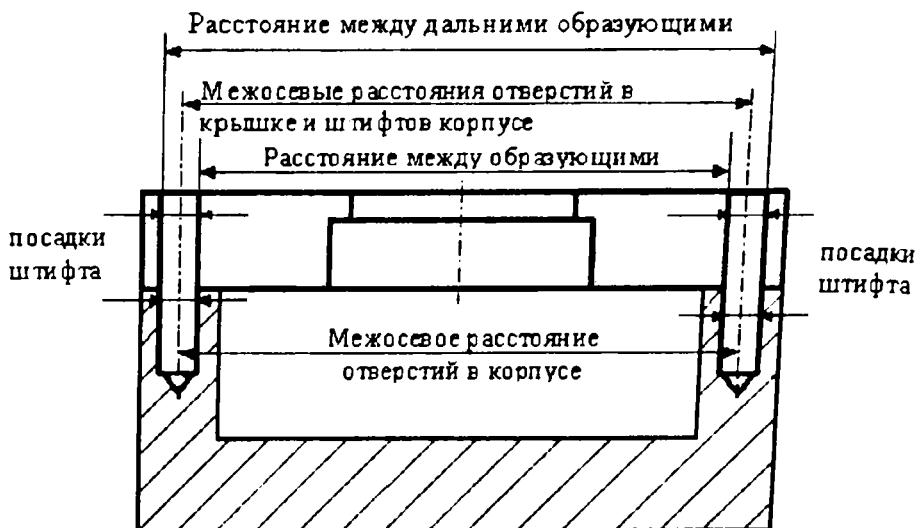 Расстояние между дальними образующими
Межосевые расстояния отверстий в
крышке и штифтов корпусе
Расстояние между образующими
посадки
штифта
посадки
штифта
Межосевое расстояние
отверстий в корпусе